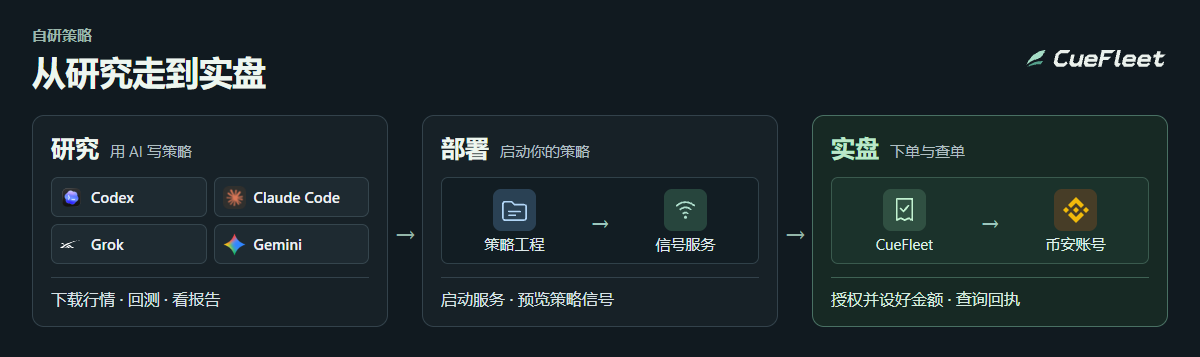 自研策略
从研究走到实盘
CueFleet
研究 用 AI 写策略
Codex
Claude Code
Grok
Gemini
下载行情 · 回测 · 看报告
→
部署 启动你的策略
策略工程
→
信号服务
启动服务 · 预览策略信号
→
实盘 下单与查单
CueFleet
→
币安账号
授权并设好金额 · 查询回执